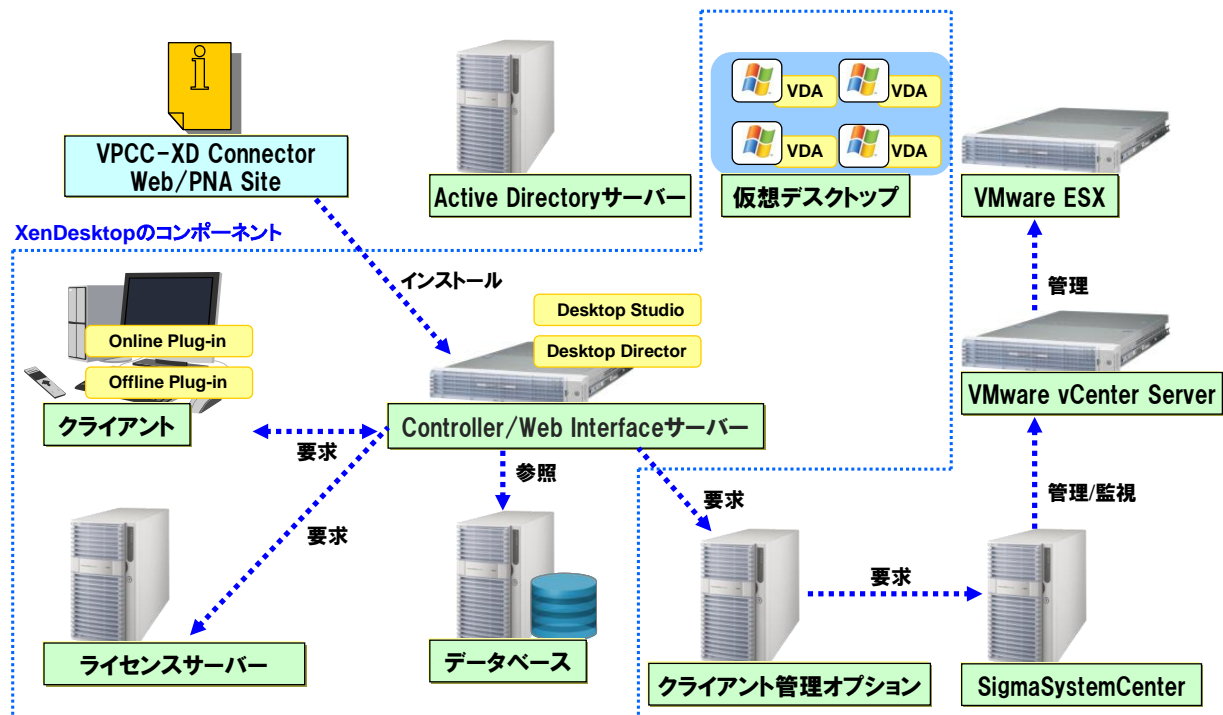 i
VPCC-XD Connector
Web/PNA Site
Active Directoryサーバー
VDA
VDA
VDA
VDA
仮想デスクトップ
VMware ESX
XenDesktopのコンポーネント
インストール
管理
Online Plug-in
Offline Plug-in
クライアント
Desktop Studio
Desktop Director
Controller/Web Interfaceサーバー
VMware vCenter Server
要求
参照
要求
管理/監視
要求
要求
ライセンスサーバー
データベース
クライアント管理オプション
SigmaSystemCenter